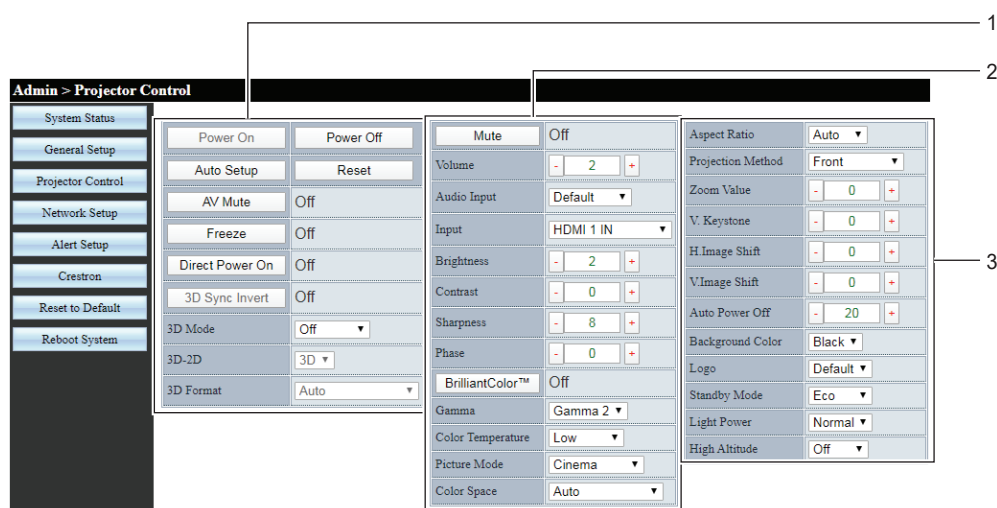 1
2
Admin > Projector Control
System Status
General Setup
Projector Control
Network Setup
Alert Setup
Crestron
Reset to Default
Reboot System
Power On Power Off
Auto Setup Reset
AV Mute Off
Freeze Off
Direct Power On Off
3D Sync Invert Off
3D Mode Off
3D-2D 3D
3D Format Auto
Mute Off
Volume - 2 +
Audio Input Default
Input HDMI 1 IN
Brightness - 2 +
Contrast - 0 +
Sharpness - 8 +
Phase - 0 +
BrilliantColor™ Off
Gamma Gamma 2
Color Temperature Low
Picture Mode Cinema
Color Space Auto
Aspect Ratio Auto
Projection Method Front
Zoom Value - 0 +
V. Keystone - 0 +
H.Image Shift - 0 +
V.Image Shift - 0 +
Auto Power Off - 20 +
Background Color Black
Logo Default
Standby Mode Eco
Light Power Normal
High Altitude Off
3